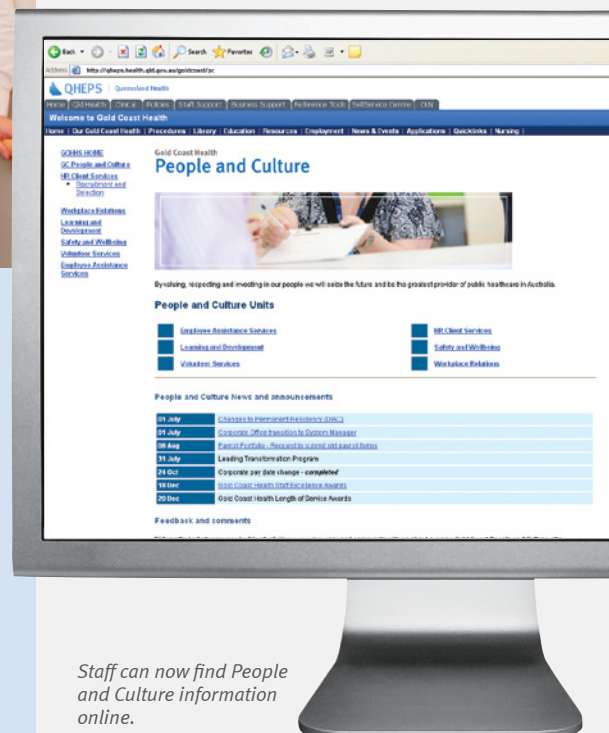 Back
Search Favorites
Address http://qheps.health.qld.gov.au/goldcoast/pc
QHEPS | Queensland Health
Home Qld Health Clinical Policies Staff Support Business Support Reference Tools SelfService Centre
Welcome to Gold Coast Health
Home | Our Gold Coast Health | Procedures | Library | Education | Resources | Employment | News & Events | Applications | Quicklinks | Nursing |
GCHHS HOME
GC People and Culture
HR Client Services
Recruitment and
Selection
Workplace Relations
Learning and
Development
Safety and Wellbeing
Volunteer Services
Employee Assistance
Services
Gold Coast Health
People and Culture
By valuing, respecting and investing in our people we will seize the future and be the greatest provider of public healthcare in Australia.
People and Culture Units
Employee Assistance Services
HR Client Services
Learning and Development
Safety and Wellbeing
Volunteer Services
Workplace Relations
People and Culture News and announcements
01 July Changes to Permanent Residency (DIAC)
01 July Corporate Office transition to System Manager
08 Aug Payroll Portfolio - Request to submit old payroll forms
31 July Leading Transformation Program
24 Oct Corporate pay date change - completed
18 Dec Gold Coast Health Staff Excellence Awards
20 Dec Gold Coast Health Length of Service Awards
Feedback and comments
Staff can now find People
and Culture information
online.